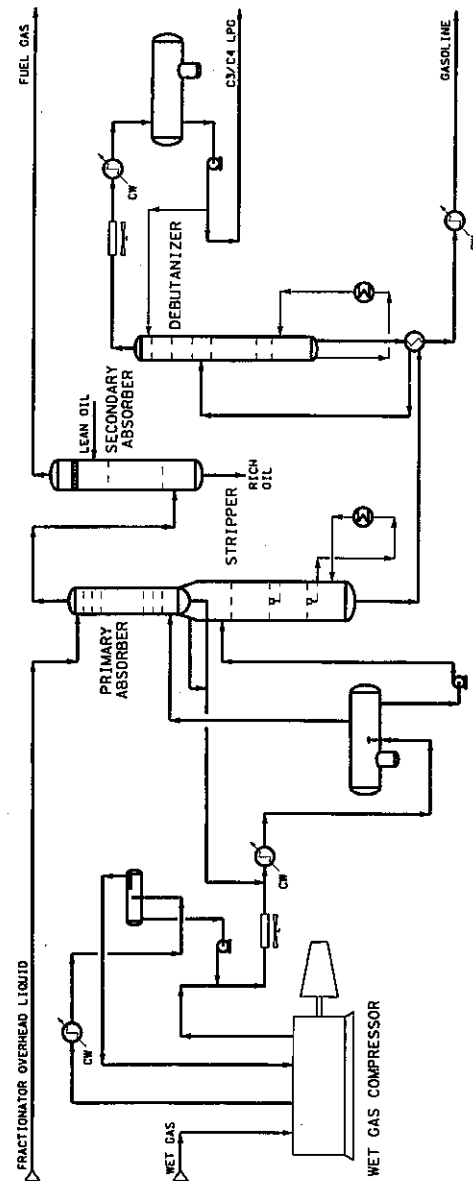 FRACTIONATOR OVERHEAD LIQUID
WET GAS
CW
WET GAS COMPRESSOR
CW
PRIMARY
ABSORBER
STRIPPER
LEAN OIL
SECONDARY
ABSORBER
RICH
OIL
DEBUTANIZER
CW
FUEL GAS
C3/C4 LPG
GASOLINE